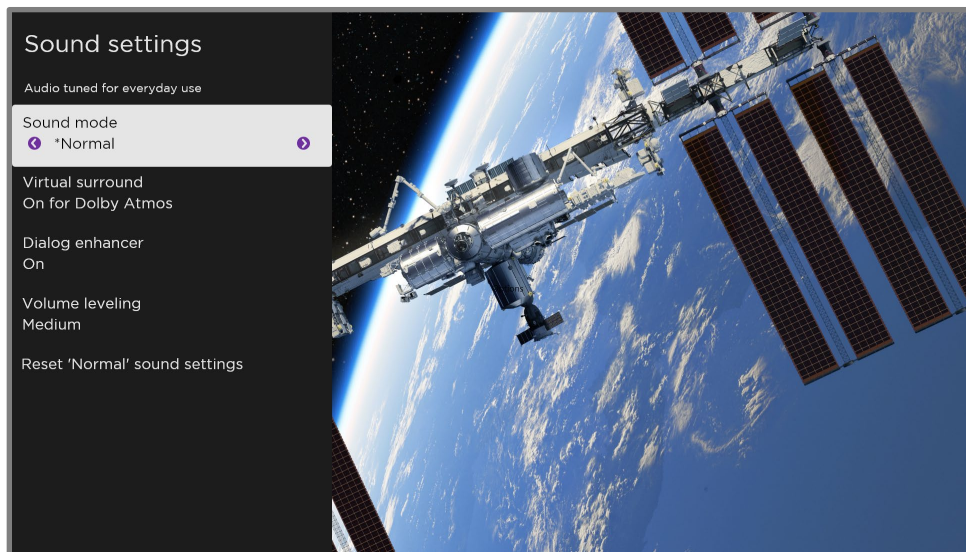 Sound settings
Audio tuned for everyday use
Sound mode
*Normal
Virtual surround
On for Dolby Atmos
Dialog enhancer
On
Volume leveling
Medium
Reset 'Normal' sound settings